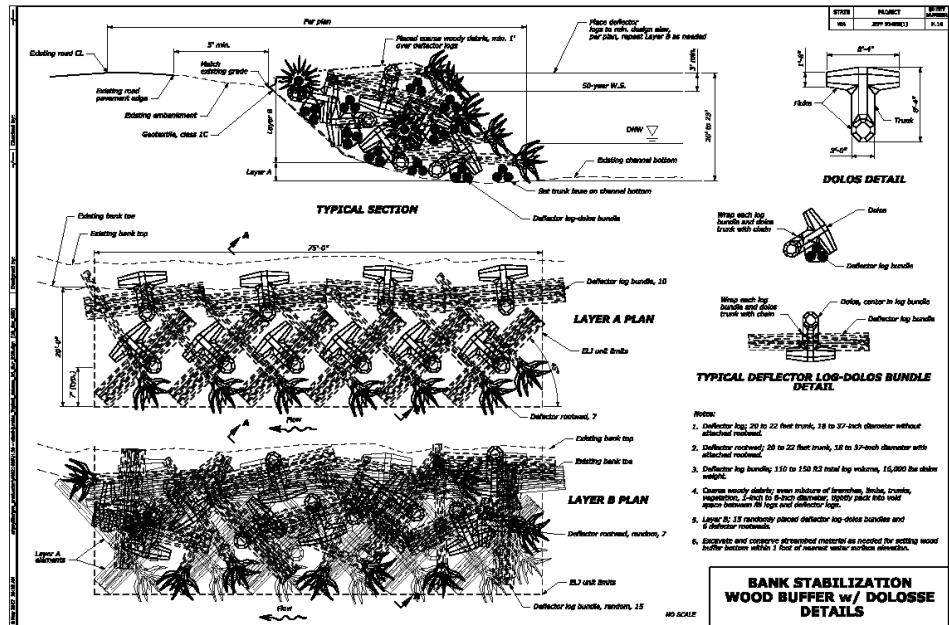 STATE
PROJECT
SHEET NUMBER
WA
Per plan
Place deflector
logs to min. design elev,
per plan, repeat Layer B as needed
5' min.
Placed coarse woody debris, min. 1'
over deflector logs
3' min.
Existing road CL
Match
existing grade
50-year W.S.
Existing road
pavement edge
Existing embankment
Geotextile, class 1C
Layer B
Layer A
OHW
20' to 23'
Existing channel bottom
Set trunk base on channel bottom
Deflector log-dolos bundle
TYPICAL SECTION
8'-4"
1'-8"
Flukes
Trunk
8'-4"
3'-0"
DOLOS DETAIL
Wrap each log
bundle and dolos
trunk with chain
Dolos
Deflector log bundle
Wrap each log
bundle and dolos
trunk with chain
Dolos, center in log bundle
Deflector log bundle
TYPICAL DEFLECTOR LOG-DOLOS BUNDLE
DETAIL
Existing bank toe
Existing bank top
A
75'-0"
Deflector log bundle, 10
LAYER A PLAN
ELJ unit limits
7' (typ.)
Deflector rootwad, 7
Flow
A
Existing bank top
Existing bank toe
LAYER B PLAN
Deflector rootwad, random, 7
Layer A
elements
ELJ unit limits
Deflector log bundle, random, 15
Flow
NO SCALE
Notes:
1. Deflector log; 20 to 22 foot trunk, 18 to 37-inch diameter without
attached rootwad.
2. Deflector rootwad; 20 to 22 foot trunk, 18 to 37-inch diameter with
attached rootwad.
3. Deflector log bundle; 110 to 150 ft3 total log volume, 16,000 lbs dolos
weight.
4. Coarse woody debris; even mixture of branches, limbs, trunks,
vegetation, 1-inch to 8-inch diameter, tightly pack into void
space between logs and deflector logs.
5. Layer B; 15 randomly placed deflector log-dolos bundles and
6 deflector rootwads.
6. Excavate and conserve streambed material as needed for setting wood
buffer bottom within 1 foot of nearest water surface elevation.
BANK STABILIZATION
WOOD BUFFER w/ DOLOSSE
DETAILS